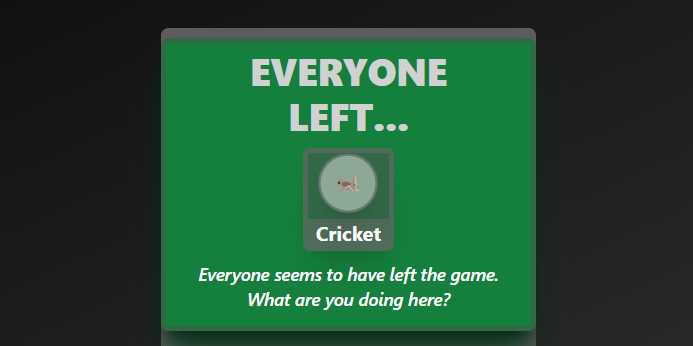 EVERYONE
LEFT...
Cricket
Everyone seems to have left the game.
What are you doing here?